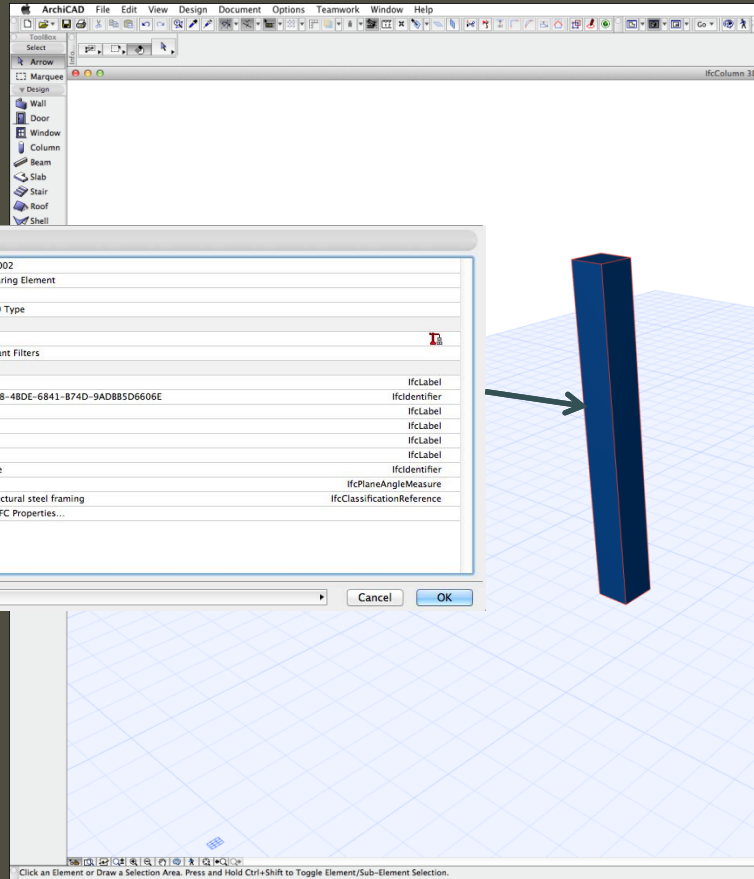 ArchiCAD File Edit View Design Document Options Teamwork Window Help
Go
ToolBox
Select
Arrow
Marquee
Design
Wall
Door
Window
Column
Beam
Slab
Stair
Roof
Shell
IfcColumn 3
002
ring Element
Type
nt Filters
IfcLabel
8-4BDE-6841-B74D-9ADBB5D6606E IfcIdentifier
IfcLabel
IfcLabel
IfcLabel
IfcLabel
e IfcIdentifier
IfcPlaneAngleMeasure
ctural steel framing IfcClassificationReference
FC Properties...
Cancel OK
Click an Element or Draw a Selection Area. Press and Hold Ctrl+Shift to Toggle Element/Sub-Element Selection.